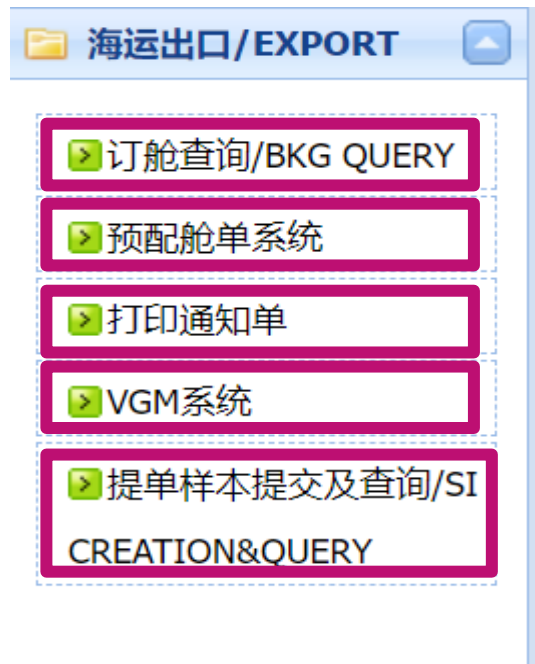 海运出口/EXPORT
订舱查询/BKG QUERY
预配舱单系统
打印通知单
VGM系统
提单样本提交及查询/SI
CREATION&QUERY